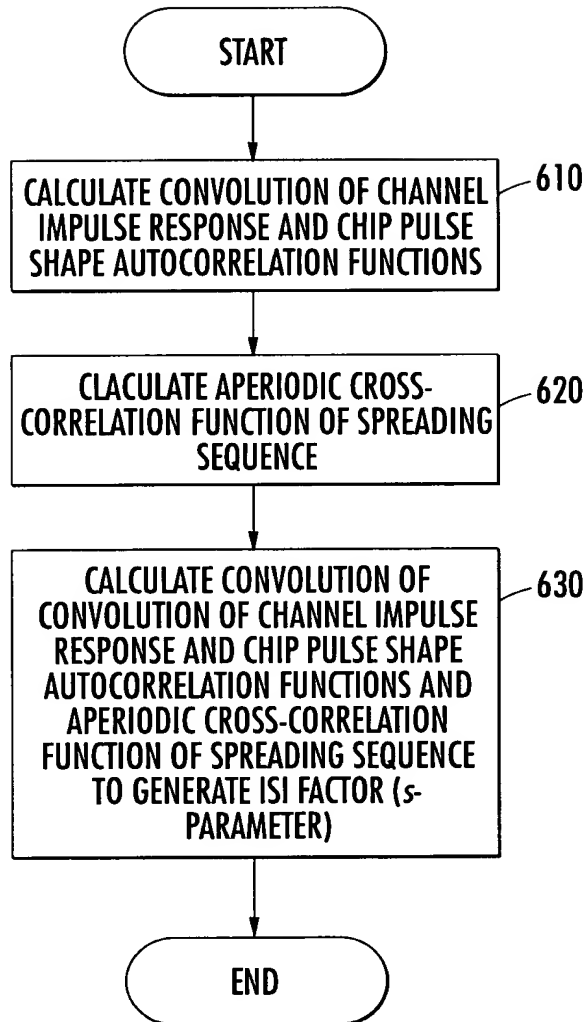 START
CALCULATE CONVOLUTION OF CHANNEL
IMPULSE RESPONSE AND CHIP PULSE
SHAPE AUTOCORRELATION FUNCTIONS
610
CLACULATE APERIODIC CROSS-
CORRELATION FUNCTION OF SPREADING
SEQUENCE
620
CALCULATE CONVOLUTION OF
CONVOLUTION OF CHANNEL IMPULSE
RESPONSE AND CHIP PULSE SHAPE
AUTOCORRELATION FUNCTIONS AND
APERIODIC CROSS-CORRELATION
FUNCTION OF SPREADING SEQUENCE
TO GENERATE ISI FACTOR (s-
PARAMETER)
630
END